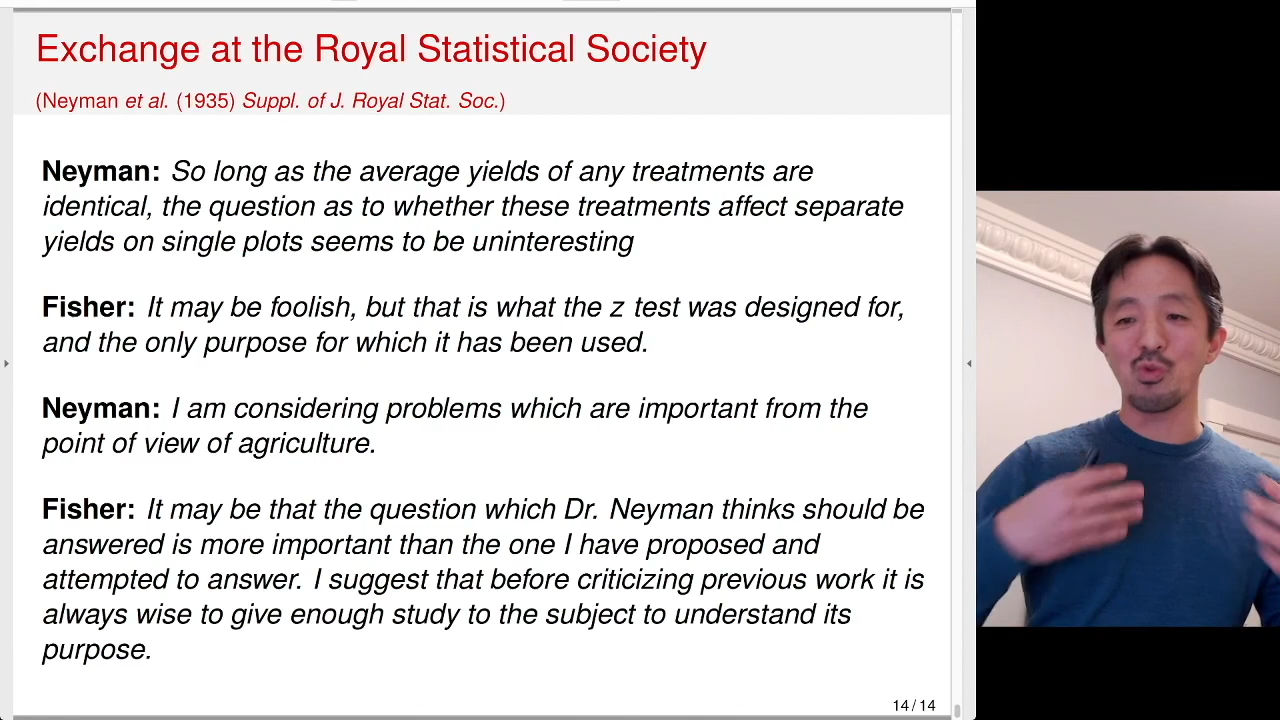 Exchange at the Royal Statistical Society
(Neyman et al. (1935) Suppl. of J. Royal Stat. Soc.)
Neyman: So long as the average yields of any treatments are
identical, the question as to whether these treatments affect separate
yields on single plots seems to be uninteresting
Fisher: It may be foolish, but that is what the z test was designed for,
and the only purpose for which it has been used.
Neyman: I am considering problems which are important from the
point of view of agriculture.
Fisher: It may be that the question which Dr. Neyman thinks should be
answered is more important than the one I have proposed and
attempted to answer. I suggest that before criticizing previous work it is
always wise to give enough study to the subject to understand its
purpose.
14 / 14